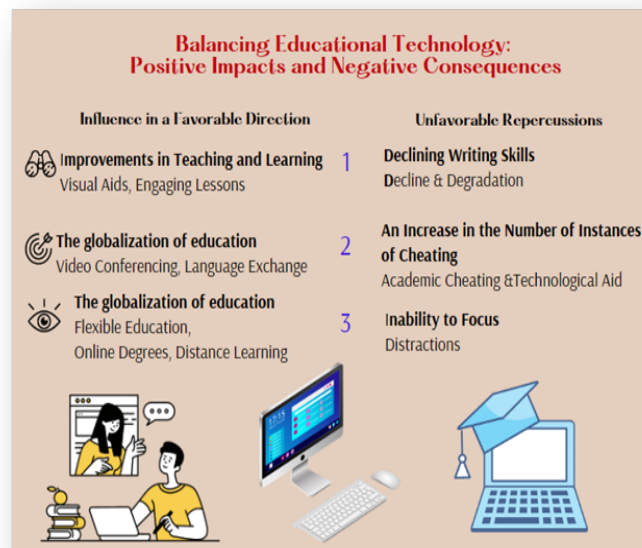 Balancing Educational Technology:
Positive Impacts and Negative Consequences
Influence in a Favorable Direction
Improvements in Teaching and Learning
Visual Aids, Engaging Lessons
The globalization of education
Video Conferencing, Language Exchange
The globalization of education
Flexible Education,
Online Degrees, Distance Learning
1
2
3
Unfavorable Repercussions
Declining Writing Skills
Decline & Degradation
An Increase in the Number of Instances
of Cheating
Academic Cheating &Technological Aid
Inability to Focus
Distractions
17:15